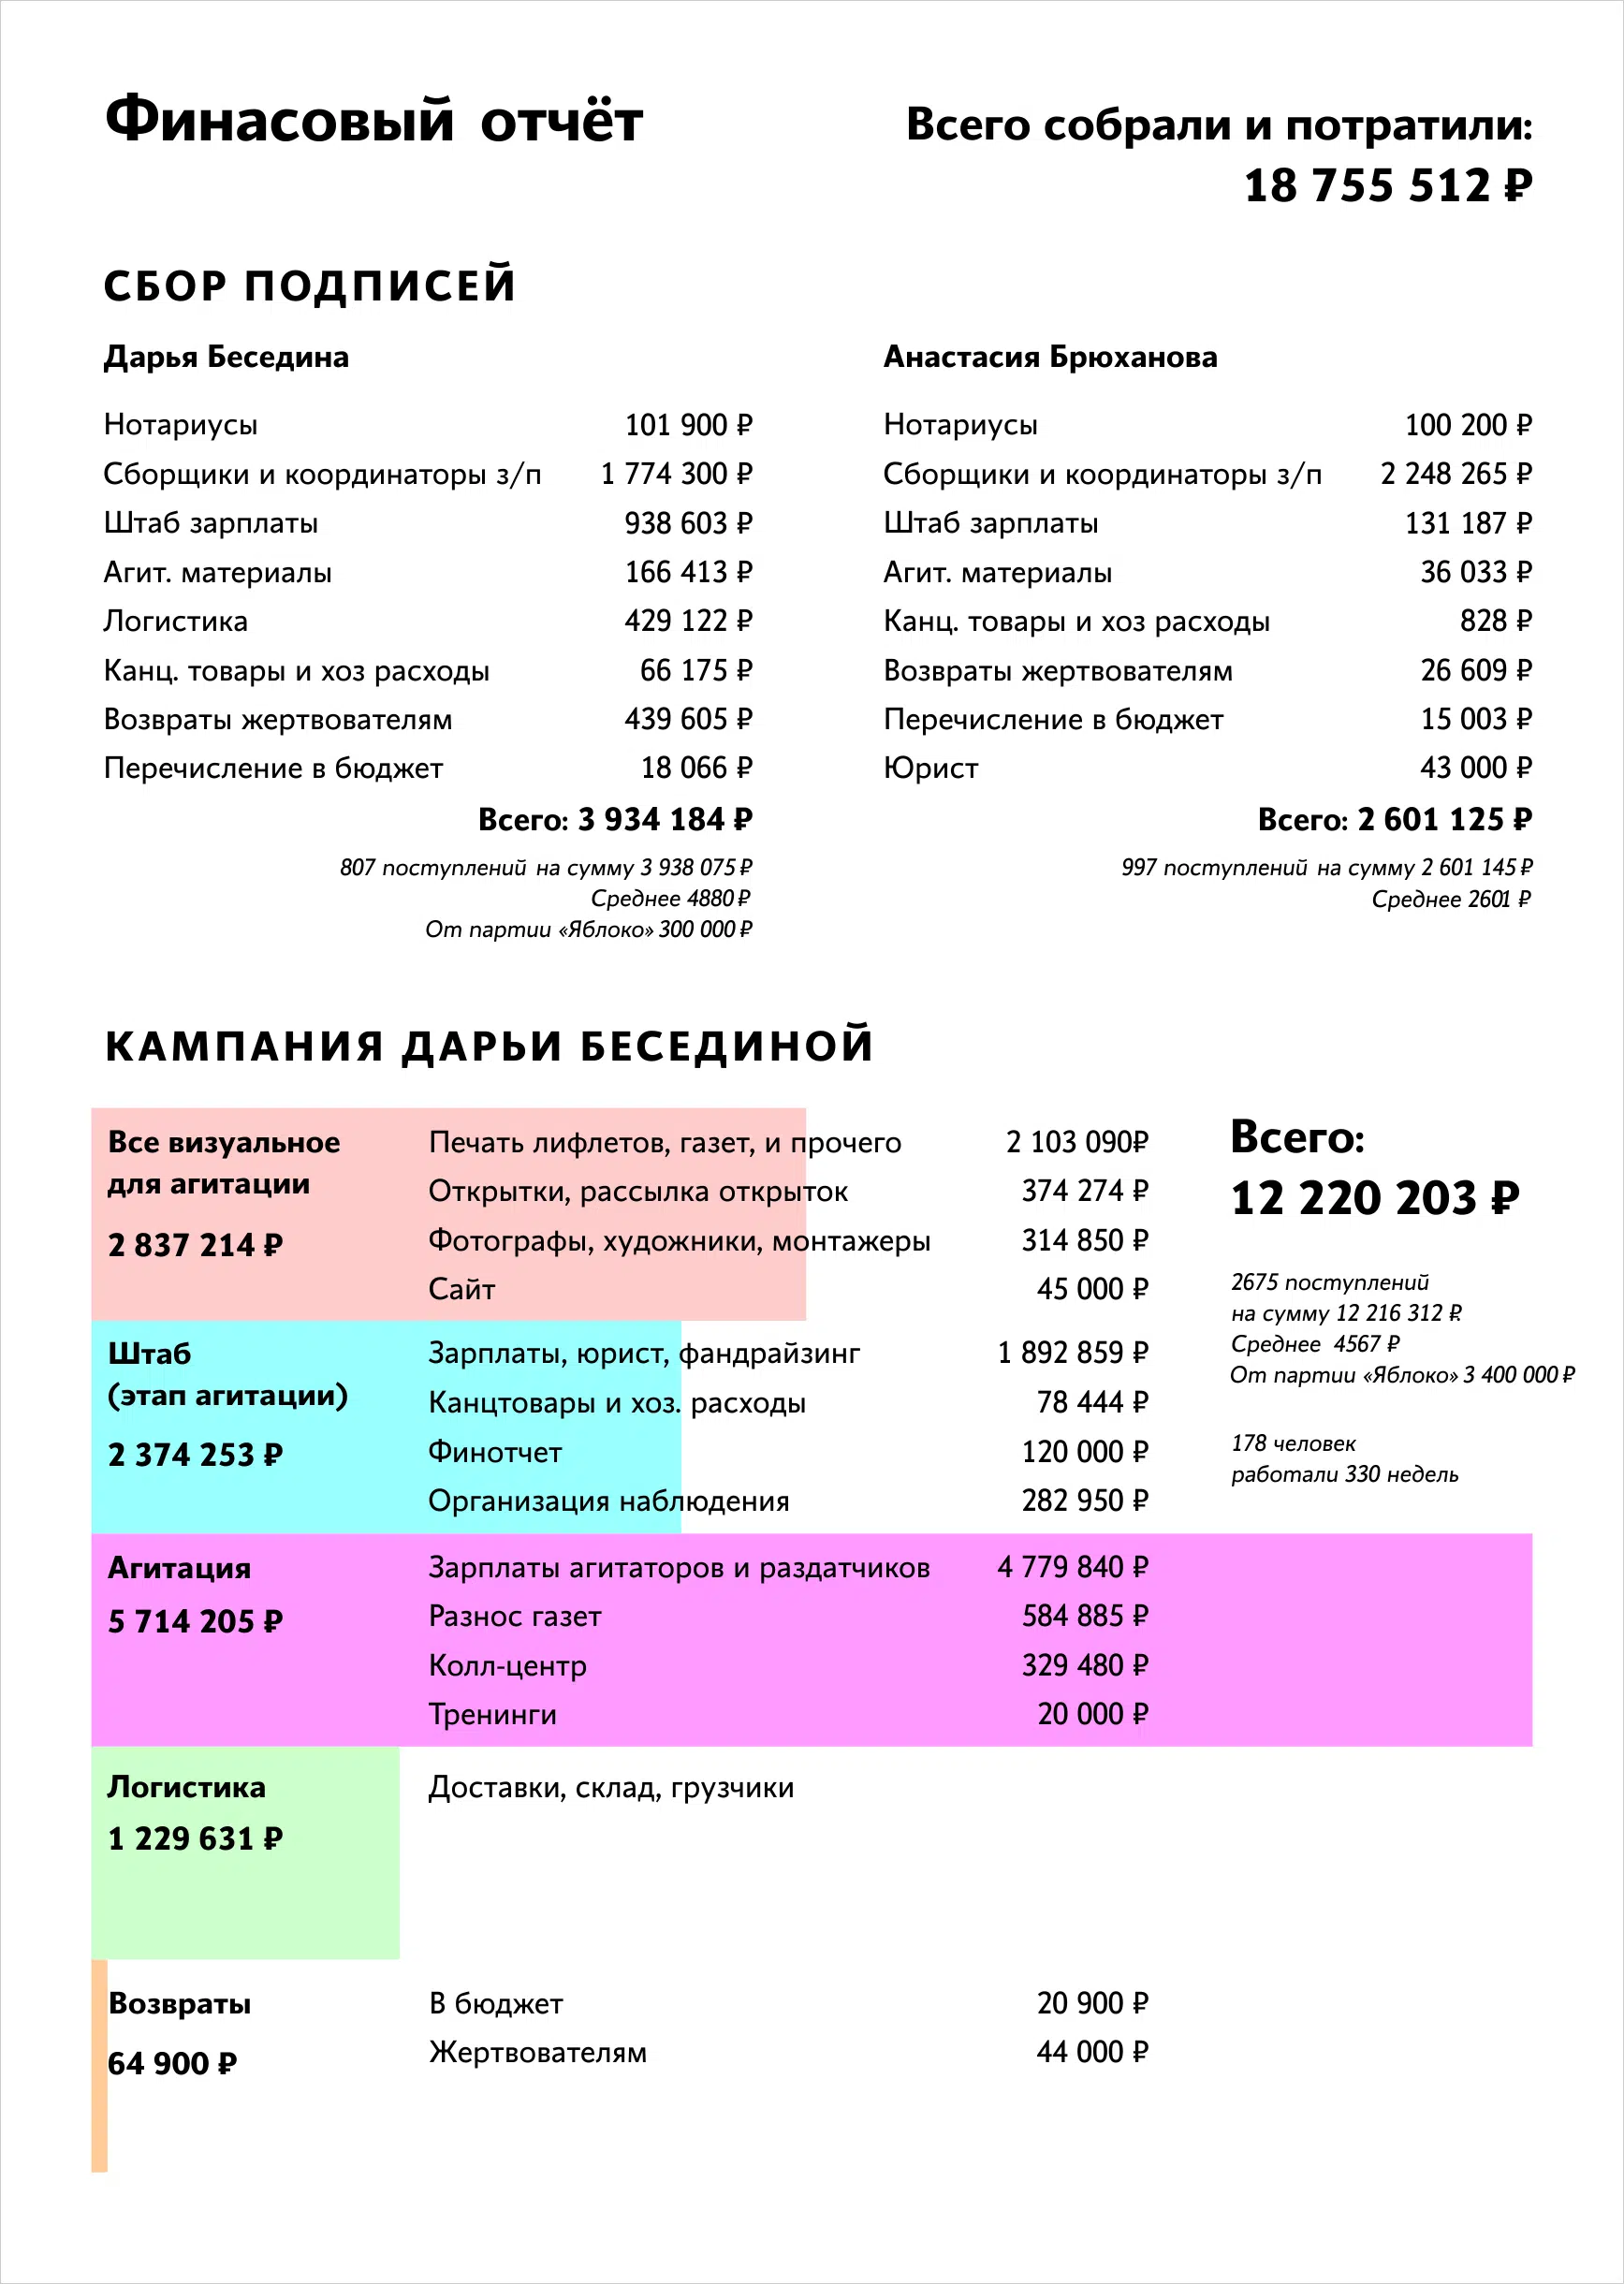 Финасовый отчёт
Всего собрали и потратили:
18 755 512 ₽
СБОР ПОДПИСЕЙ
Дарья Беседина
Нотариусы 101 900 ₽
Сборщики и координаторы з/п 1 774 300 ₽
Штаб зарплаты 938 603 ₽
Агит. материалы 166 413 ₽
Логистика 429 122 ₽
Канц. товары и хоз расходы 66 175 ₽
Возвраты жертвователям 439 605 ₽
Перечисление в бюджет 18 066 ₽
Всего: 3 934 184 ₽
807 поступлений на сумму 3 938 075 ₽
Среднее 4880 ₽
От партии «Яблоко» 300 000 ₽
Анастасия Брюханова
Нотариусы 100 200 ₽
Сборщики и координаторы з/п 2 248 265 ₽
Штаб зарплаты 131 187 ₽
Агит. материалы 36 033 ₽
Канц. товары и хоз расходы 828 ₽
Возвраты жертвователям 26 609 ₽
Перечисление в бюджет 15 003 ₽
Юрист 43 000 ₽
Всего: 2 601 125 ₽
997 поступлений на сумму 2 601 145 ₽
Среднее 2601 ₽
КАМПАНИЯ ДАРЬИ БЕСЕДИНОЙ
Все визуальное
для агитации
2 837 214 ₽
Печать лифлетов, газет, и прочего 2 103 090₽
Открытки, рассылка открыток 374 274 ₽
Фотографы, художники, монтажеры 314 850 ₽
Сайт 45 000 ₽
Штаб
(этап агитации)
2 374 253 ₽
Зарплаты, юрист, фандрайзинг 1 892 859 ₽
Канцтовары и хоз. расходы 78 444 ₽
Финотчет 120 000 ₽
Организация наблюдения 282 950 ₽
Агитация
5 714 205 ₽
Зарплаты агитаторов и раздатчиков 4 779 840 ₽
Разнос газет 584 885 ₽
Колл-центр 329 480 ₽
Тренинги 20 000 ₽
Логистика
1 229 631 ₽
Доставки, склад, грузчики
Возвраты
64 900 ₽
В бюджет 20 900 ₽
Жертвователям 44 000 ₽
Всего:
12 220 203 ₽
2675 поступлений
на сумму 12 216 312 ₽.
Среднее 4567 ₽
От партии «Яблоко» 3 400 000 ₽
178 человек
работали 330 недель